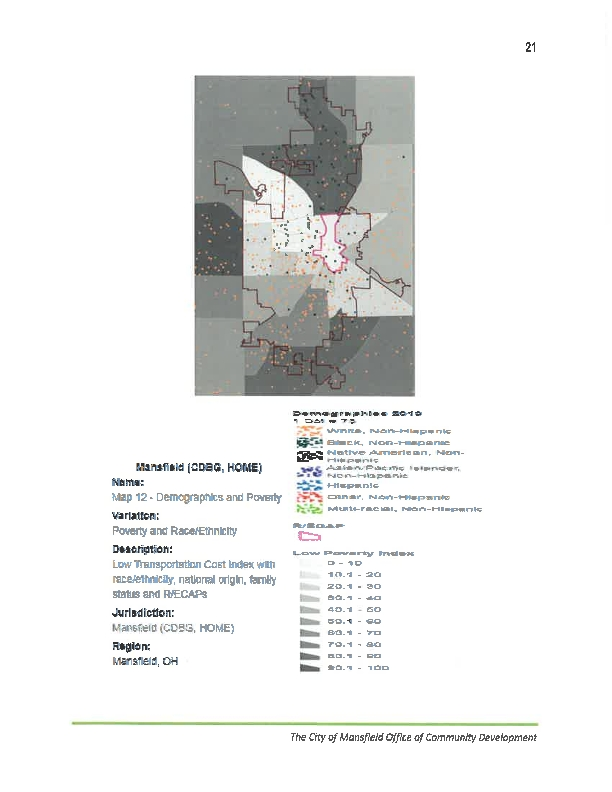 21
Demographics 2010
1 Dot = 75
White, Non-Hispanic
Black, Non-Hispanic
Native American, Non-
Hispanic
Asian/Pacific Islander,
Non-Hispanic
Hispanic
Other, Non-Hispanic
Multi-racial, Non-Hispanic
R/ECAP
Low Poverty Index
0 - 10
10.1 - 20
20.1 - 30
30.1 - 40
40.1 - 50
50.1 - 60
60.1 - 70
70.1 - 80
80.1 - 90
90.1 - 100
Mansfield (CDBG, HOME)
Name:
Map 12 - Demographics and Poverty
Variation:
Poverty and Race/Ethnicity
Description:
Low Transportation Cost Index with
race/ethnicity, national origin, family
status and R/ECAPs
Jurisdiction:
Mansfield (CDBG, HOME)
Region:
Mansfield, OH
The City of Mansfield Office of Community Development